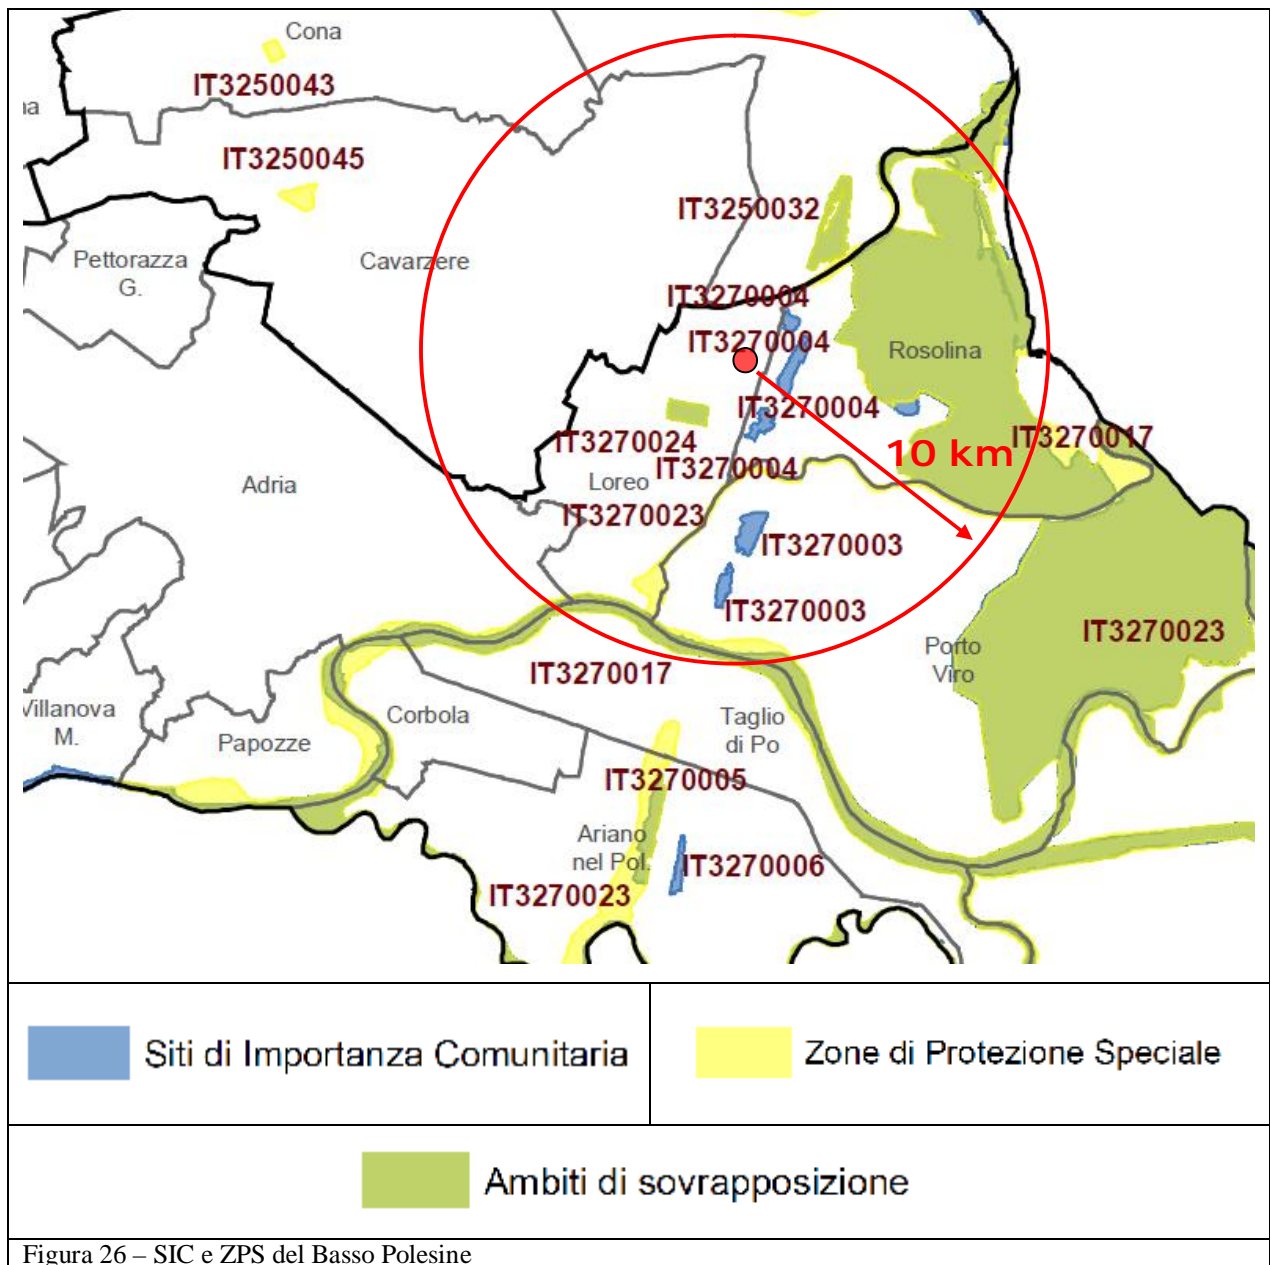 Cona
IT3250043
na
IT3250045
IT3250032
Pettorazza
G.
Cavarzere
IT3270004
IT3270004
Rosolina
IT3270004
IT3270024
IT3270017
10 km
IT3270004
Loreo
Adria
IT3270023
IT3270003
IT3270003
IT3270023
Porto
Viro
IT3270017
Villanova
M.
Corbola
Taglio
di Po
Papozze
IT3270005
Ariano
nel Pol.
IT3270006
IT3270023
Siti di Importanza Comunitaria
Zone di Protezione Speciale
Ambiti di sovrapposizione
Figura 26 – SIC e ZPS del Basso Polesine